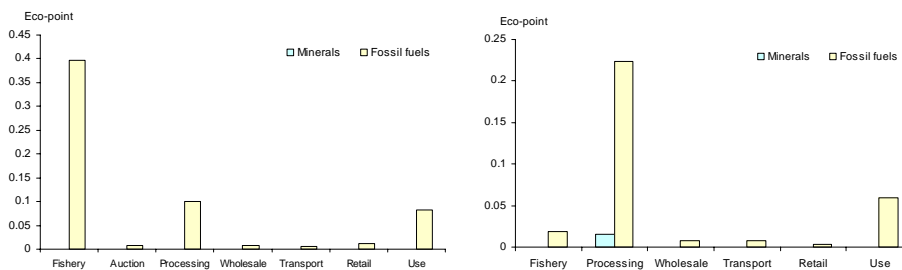 Eco-point
0.45
0.4
0.35
0.3
0.25
0.2
0.15
0.1
0.05
0
Minerals Fossil fuels
Fishery Auction Processing Wholesale Transport Retail Use
Eco-point
0.25
0.2
0.15
0.1
0.05
0
Minerals Fossil fuels
Fishery Processing Wholesale Transport Retail Use